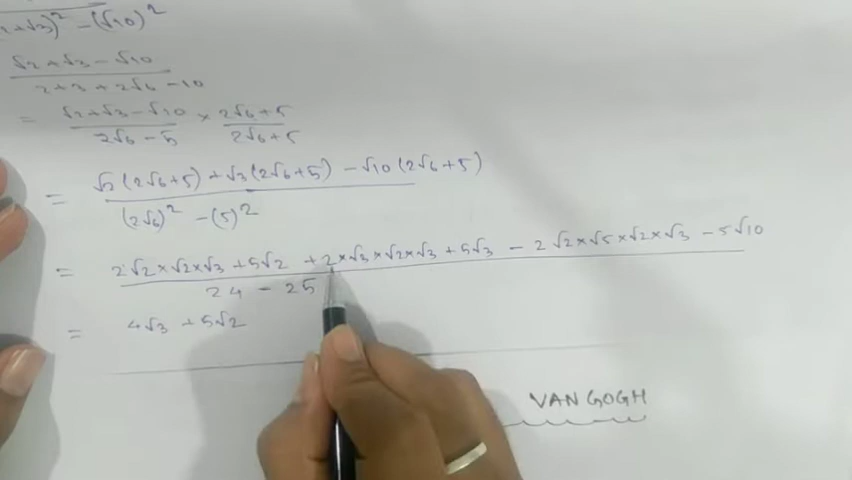 2+√3)² - (√10)²
√2 + √3 - √10
2 + 3 + 2√6 - 10
= √2 + √3 - √10 × 2√6 + 5
2√6 - 5 2√6 + 5
= √2 (2√6 + 5) + √3 (2√6 + 5) - √10 (2√6 + 5)
(2√6)² - (5)²
= 2√2 × √2 × √3 + 5√2 + 2 × √3 × √2 × √3 + 5√3 - 2√2 × √5 × √2 × √3 - 5√10
24 - 25
= 4√3 + 5√2
VAN GOGH